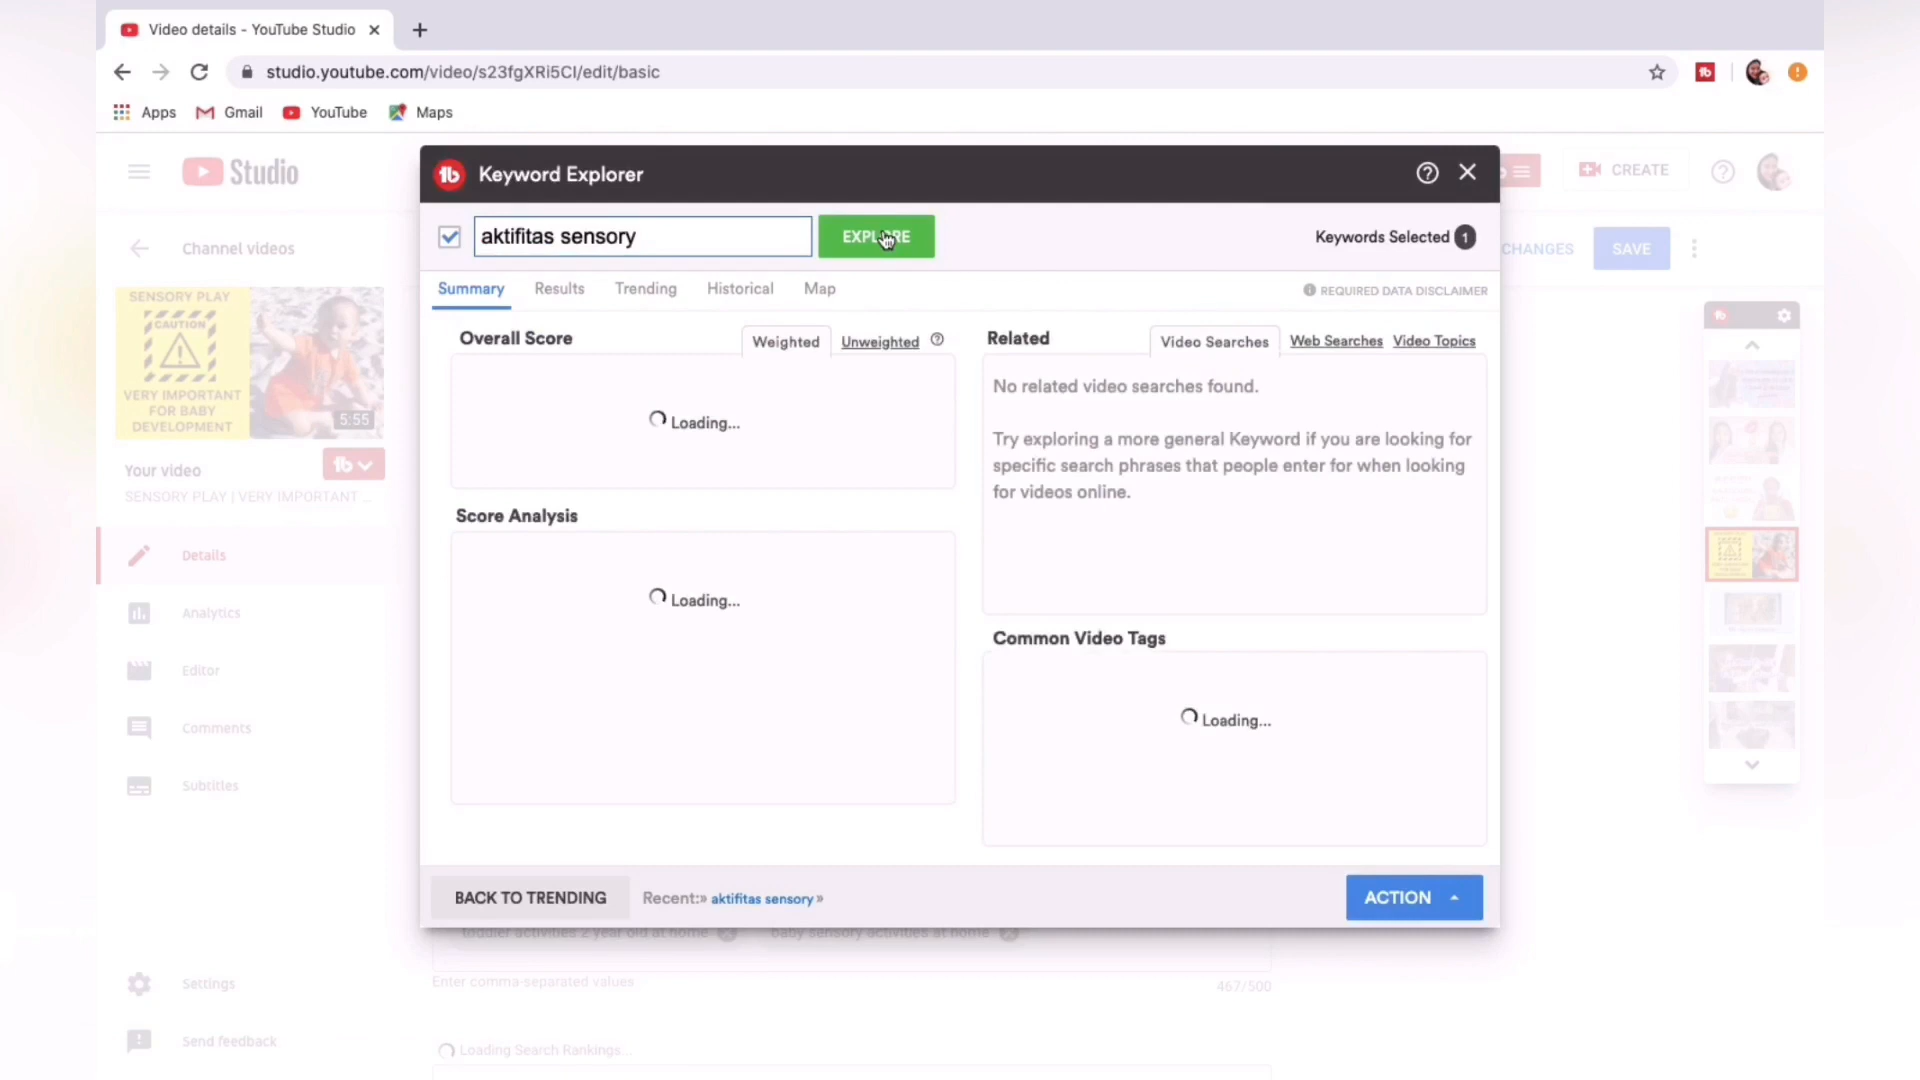 Video details - YouTube Studio
studio.youtube.com/video/s23fgXRi5CI/edit/basic
Apps Gmail YouTube Maps
Studio
CREATE
Keyword Explorer
aktifitas sensory
EXPLORE
Keywords Selected 1
Channel videos
CHANGES
SAVE
Summary Results Trending Historical Map
REQUIRED DATA DISCLAIMER
SENSORY PLAY
CAUTION
VERY IMPORTANT
FOR BABY
DEVELOPMENT
5:55
Your video
SENSORY PLAY | VERY IMPORTANT ...
Details
Analytics
Editor
Comments
Subtitles
Settings
Send feedback
Overall Score
Weighted Unweighted
Loading...
Score Analysis
Loading...
Related
Video Searches Web Searches Video Topics
No related video searches found.
Try exploring a more general Keyword if you are looking for
specific search phrases that people enter for when looking
for videos online.
Common Video Tags
Loading...
BACK TO TRENDING
Recent:» aktifitas sensory »
ACTION
toddler activities 2 year old at home
baby sensory activities at home
Enter comma-separated values
467/500
Loading Search Rankings...